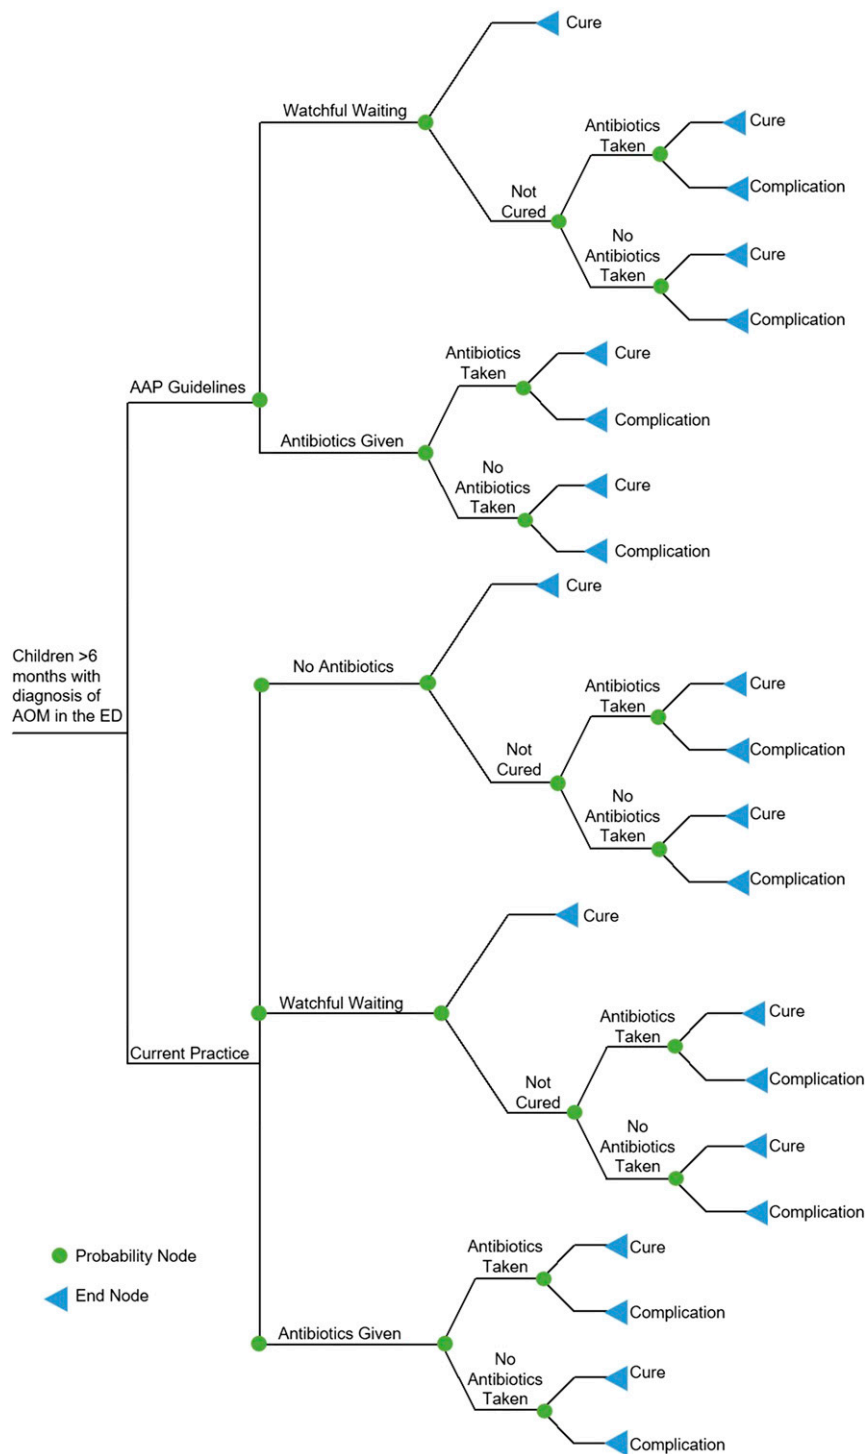 Cure
Watchful Waiting
Antibiotics
Taken
Cure
Not
Cured
Complication
No
Antibiotics
Taken
Cure
Complication
AAP Guidelines
Antibiotics
Taken
Cure
Complication
Antibiotics Given
No
Antibiotics
Taken
Cure
Complication
Children >6
months with
diagnosis of
AOM in the ED
Cure
No Antibiotics
Antibiotics
Taken
Cure
Not
Cured
Complication
No
Antibiotics
Taken
Cure
Complication
Current Practice
Cure
Watchful Waiting
Antibiotics
Taken
Cure
Not
Cured
Complication
No
Antibiotics
Taken
Cure
Complication
Antibiotics
Taken
Cure
Complication
Antibiotics Given
No
Antibiotics
Taken
Cure
Complication
Probability Node
End Node